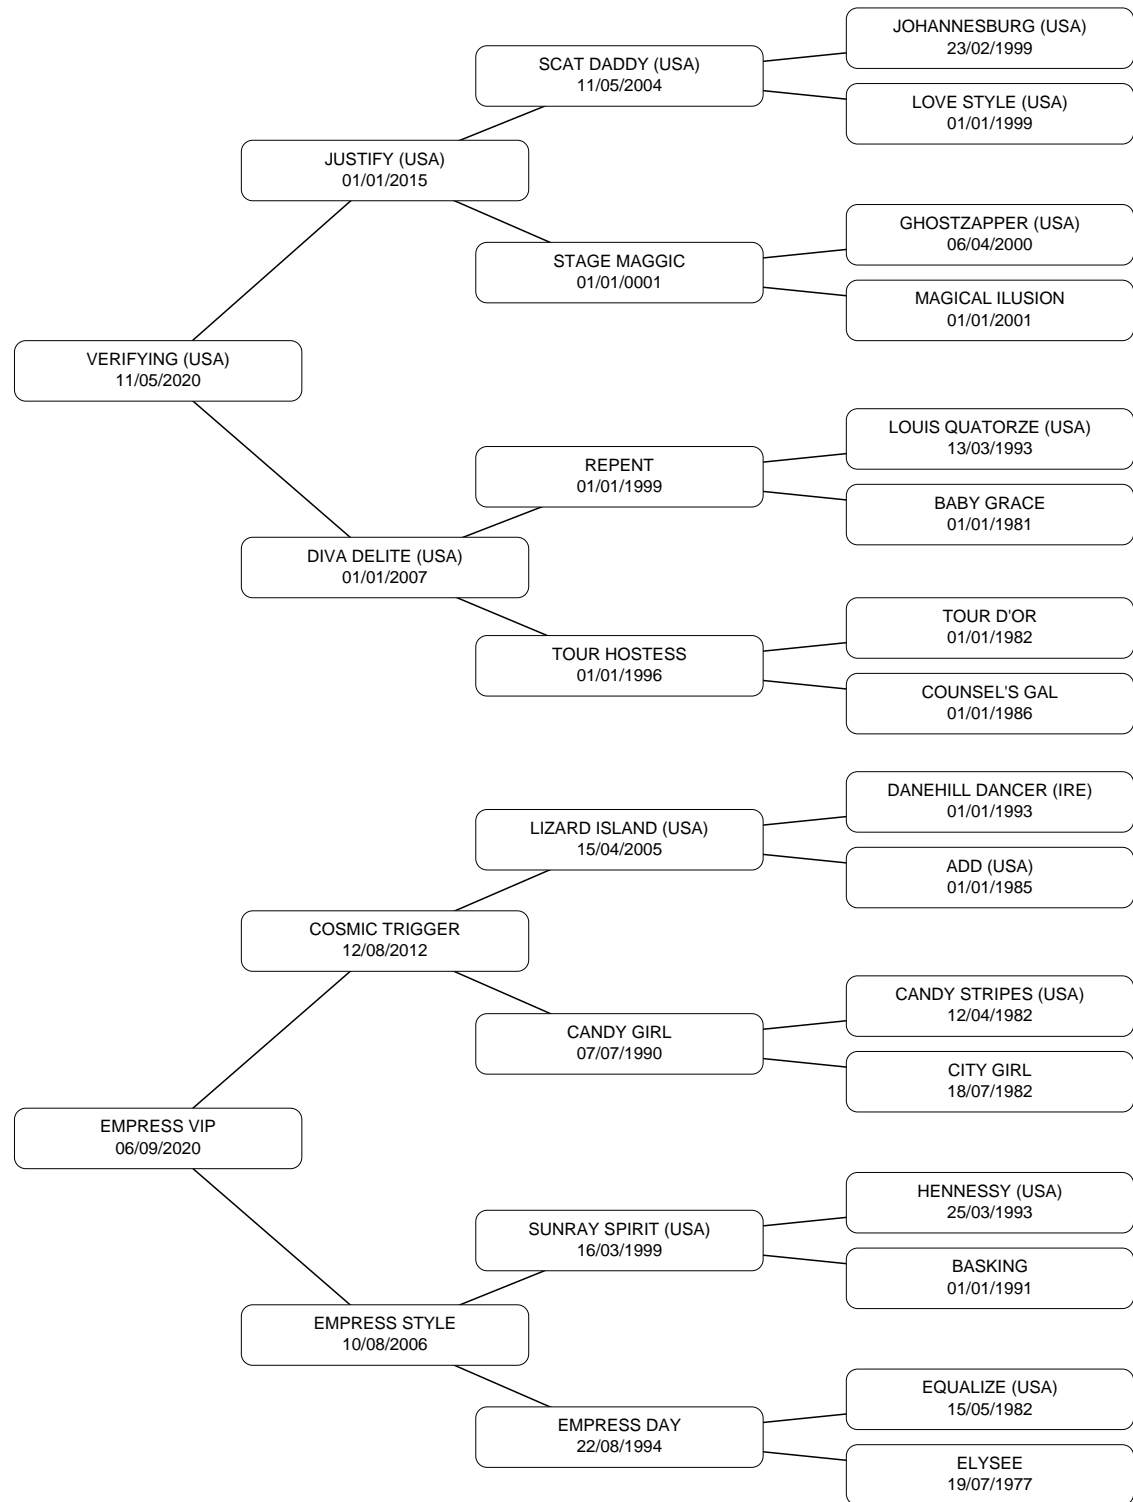 JOHANNESBURG (USA)
23/02/1999
SCAT DADDY (USA)
11/05/2004
LOVE STYLE (USA)
01/01/1999
JUSTIFY (USA)
01/01/2015
GHOSTZAPPER (USA)
06/04/2000
STAGE MAGGIC
01/01/0001
MAGICAL ILUSION
01/01/2001
VERIFYING (USA)
11/05/2020
LOUIS QUATORZE (USA)
13/03/1993
REPENT
01/01/1999
BABY GRACE
01/01/1981
DIVA DELITE (USA)
01/01/2007
TOUR D'OR
01/01/1982
TOUR HOSTESS
01/01/1996
COUNSEL'S GAL
01/01/1986
DANEHILL DANCER (IRE)
01/01/1993
LIZARD ISLAND (USA)
15/04/2005
ADD (USA)
01/01/1985
COSMIC TRIGGER
12/08/2012
CANDY STRIPES (USA)
12/04/1982
CANDY GIRL
07/07/1990
CITY GIRL
18/07/1982
EMPRESS VIP
06/09/2020
HENNESSY (USA)
25/03/1993
SUNRAY SPIRIT (USA)
16/03/1999
BASKING
01/01/1991
EMPRESS STYLE
10/08/2006
EQUALIZE (USA)
15/05/1982
EMPRESS DAY
22/08/1994
ELYSEE
19/07/1977